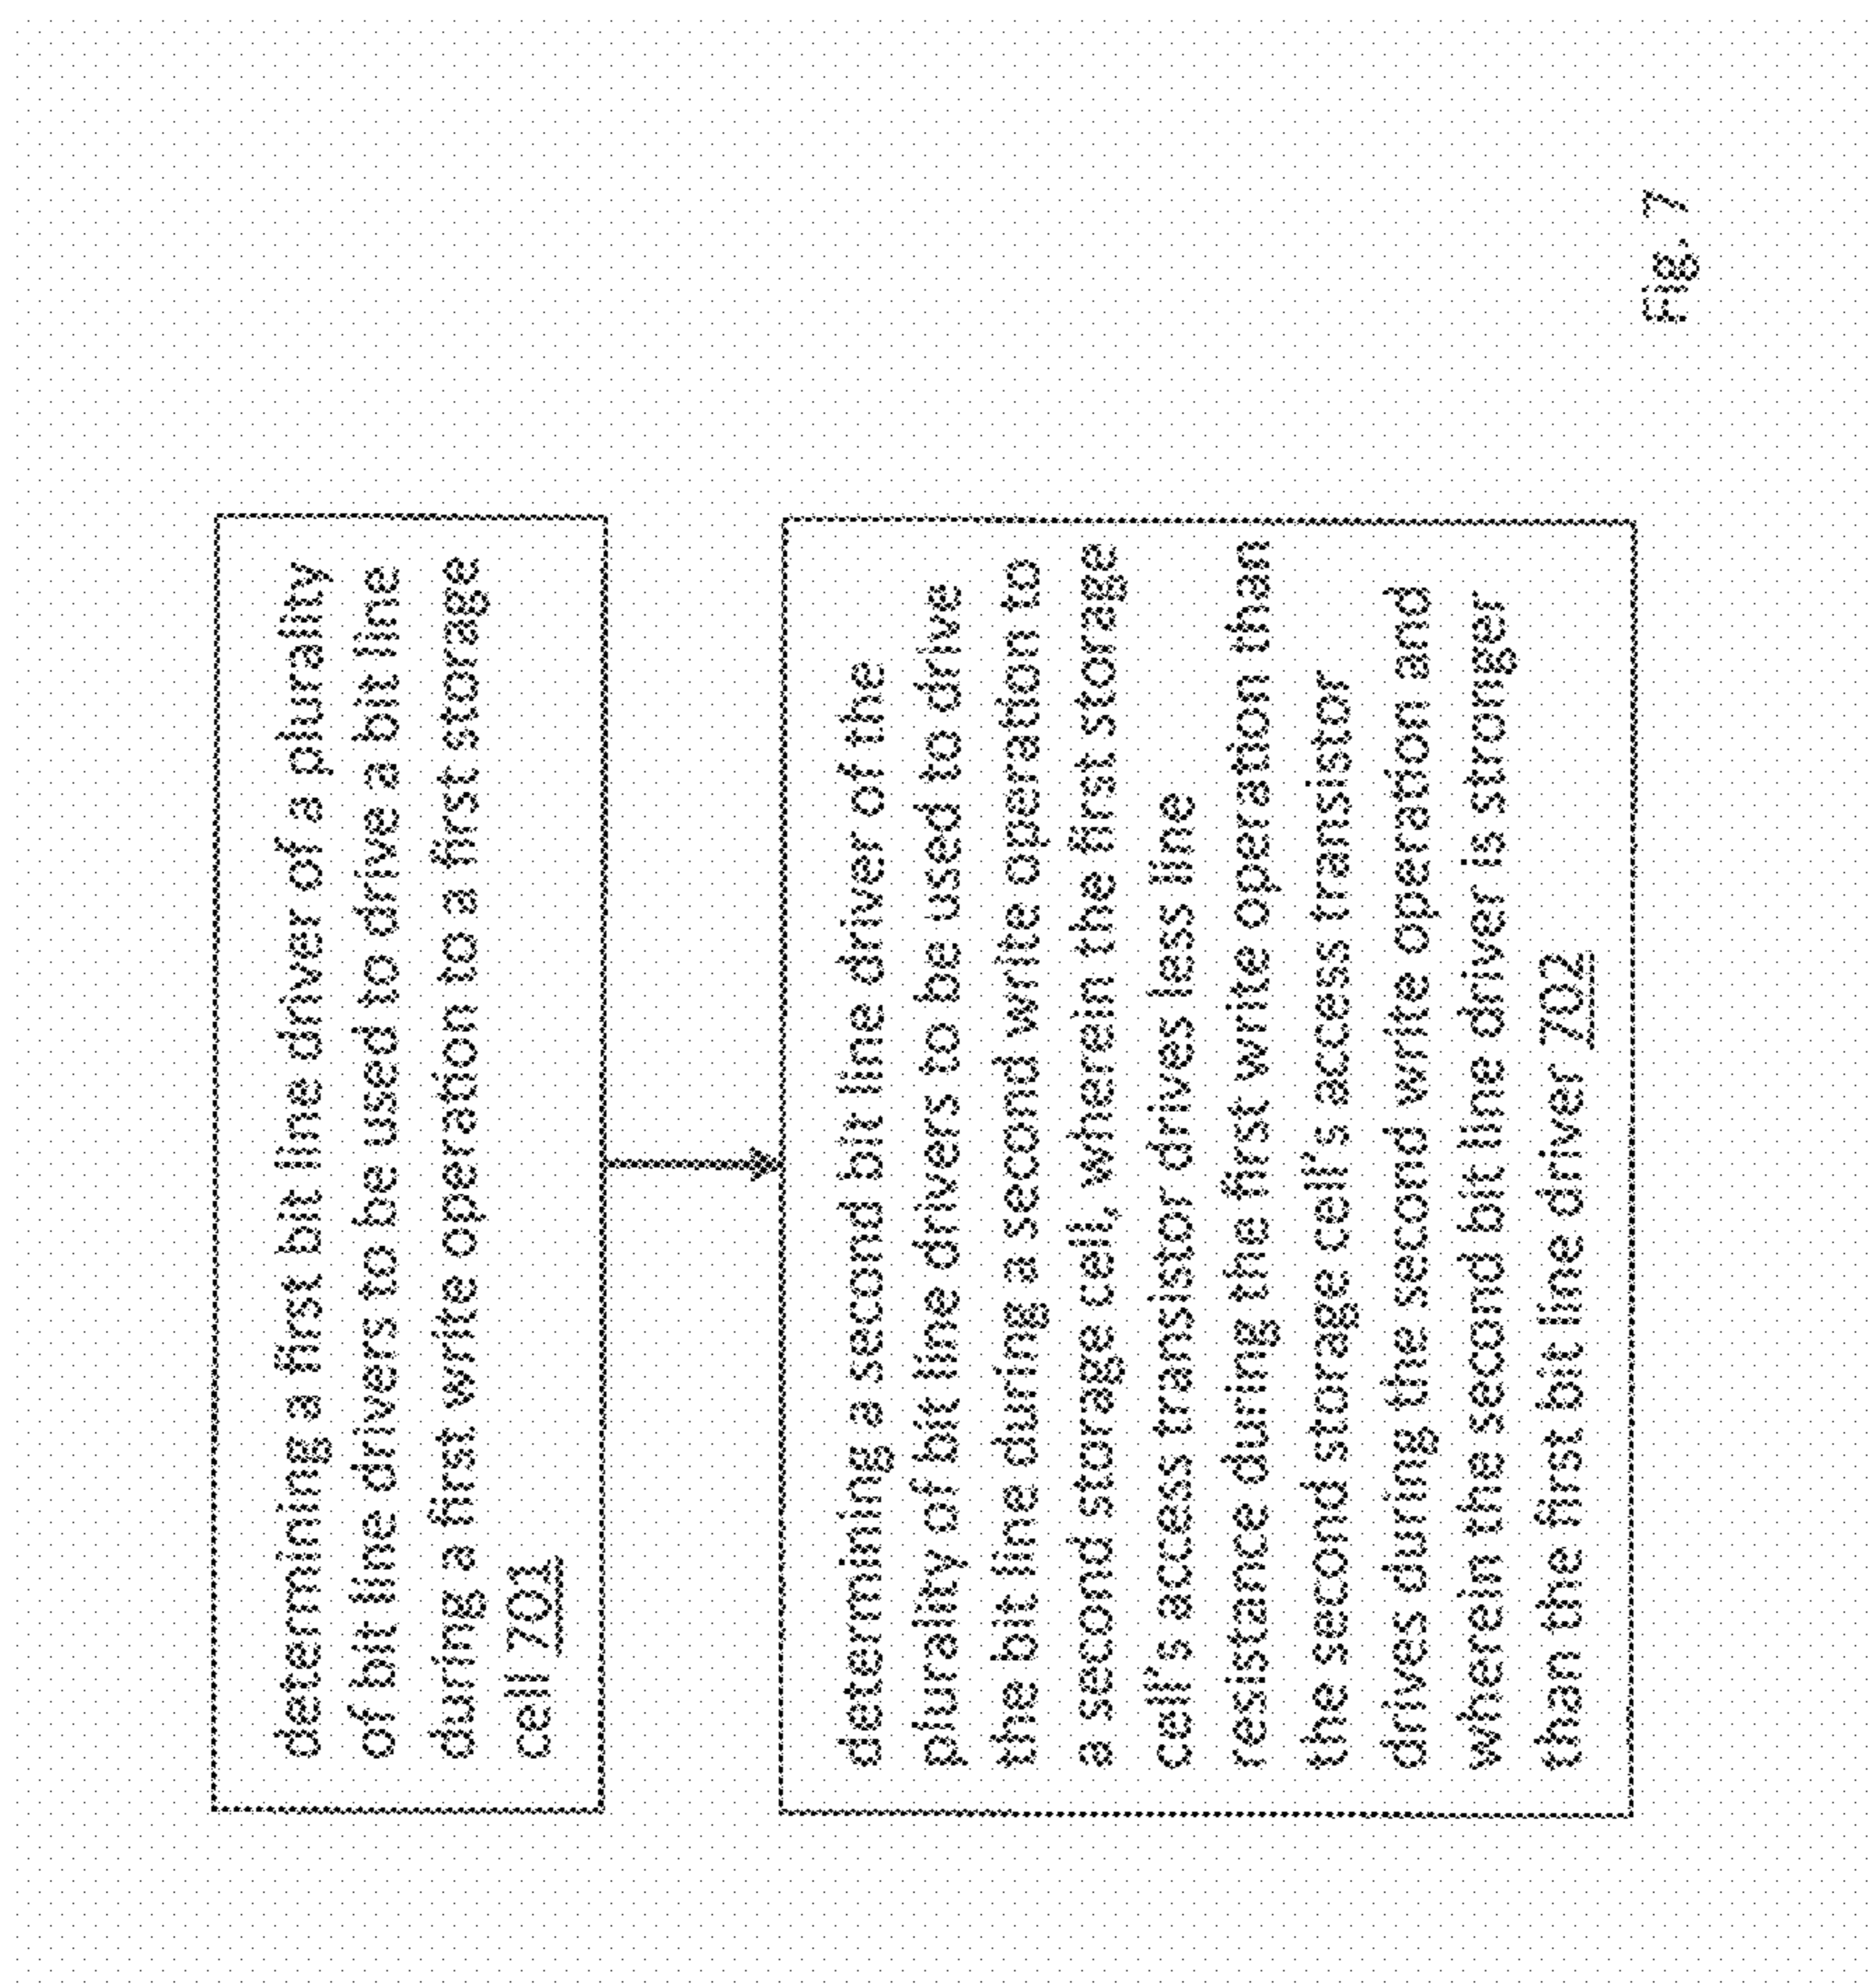 determining a first bit line driver of a plurality
of bit line drivers to be used to drive a bit line
during a first write operation to a first storage
cell 701
determining a second bit line driver of the
plurality of bit line drivers to be used to drive
the bit line during a second write operation to
a second storage cell, wherein the first storage
cell's access transistor drives less line
resistance during the first write operation than
the second storage cell's access transistor
drives during the second write operation and
wherein the second bit line driver is stronger
than the first bit line driver 702
Fig. 7